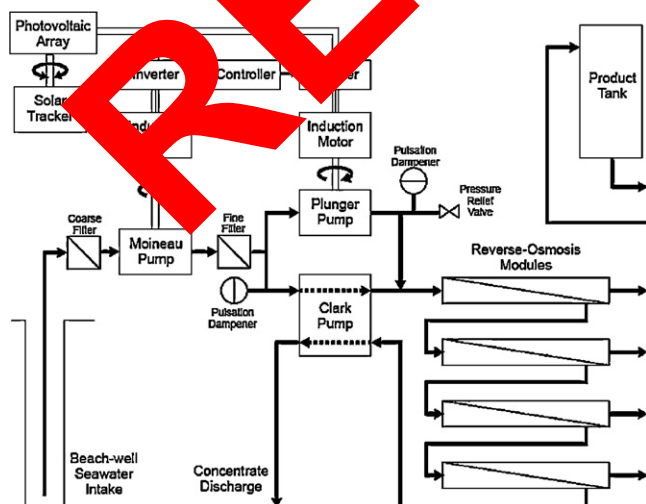 Photovoltaic
Array
Inverter
Controller
Solar
Tracker
Induction
Motor
Product
Tank
Pulsation
Dampener
Plunger
Pump
Pressure
Relief
Valve
Coarse
Filter
Moineau
Pump
Fine
Filter
Reverse-Osmosis
Modules
Clark
Pump
Pulsation
Dampener
Beach-well
Seawater
Intake
Concentrate
Discharge
RE